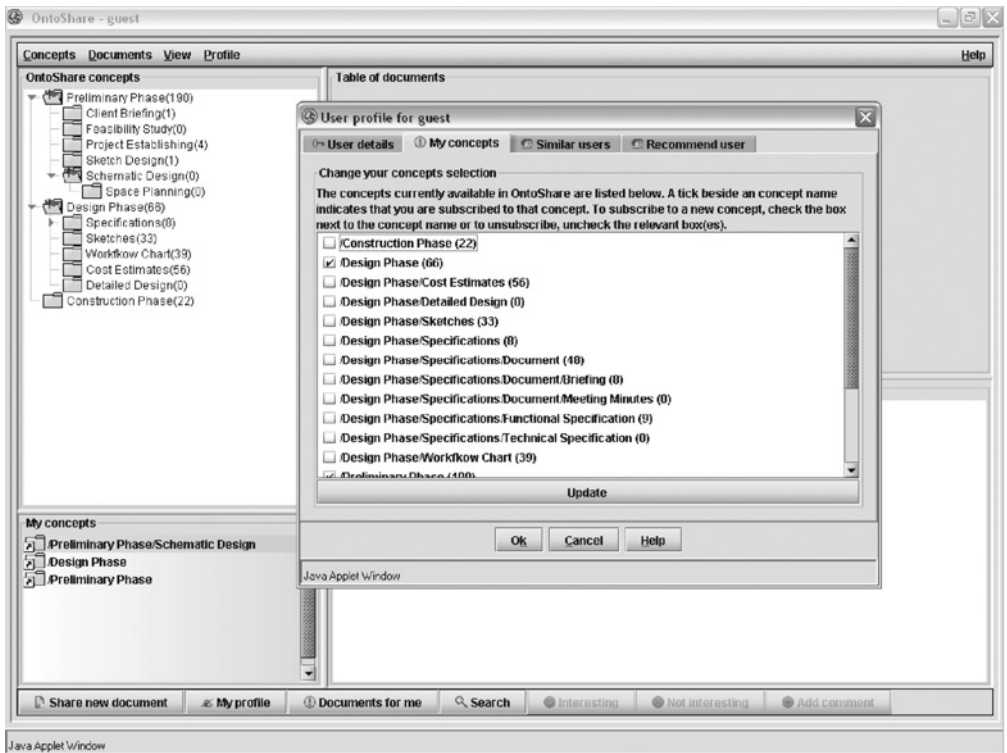 OntoShare - guest
Concepts Documents View Profile Help
OntoShare concepts
Preliminary Phase(190)
Client Briefing(1)
Feasibility Study(0)
Project Establishing(4)
Sketch Design(1)
Schematic Design(0)
Space Planning(0)
Design Phase(66)
Specifications(8)
Sketches(33)
Workfkow Chart(39)
Cost Estimates(56)
Detailed Design(0)
Construction Phase(22)
Table of documents
User profile for guest
User details My concepts Similar users Recommend user
Change your concepts selection
The concepts currently available in OntoShare are listed below. A tick beside an concept name
indicates that you are subscribed to that concept. To subscribe to a new concept, check the box
next to the concept name or to unsubscribe, uncheck the relevant box(es).
/Construction Phase (22)
/Design Phase (66)
/Design Phase/Cost Estimates (56)
/Design Phase/Detailed Design (0)
/Design Phase/Sketches (33)
/Design Phase/Specifications (8)
/Design Phase/Specifications/Document (40)
/Design Phase/Specifications/Document/Briefing (8)
/Design Phase/Specifications/Document/Meeting Minutes (0)
/Design Phase/Specifications/Functional Specification (9)
/Design Phase/Specifications/Technical Specification (0)
/Design Phase/Workfkow Chart (39)
/Preliminary Phase (190)
Update
Ok Cancel Help
Java Applet Window
My concepts
/Preliminary Phase/Schematic Design
/Design Phase
/Preliminary Phase
Share new document My profile Documents for me Search Interesting Not interesting Add comment
Java Applet Window